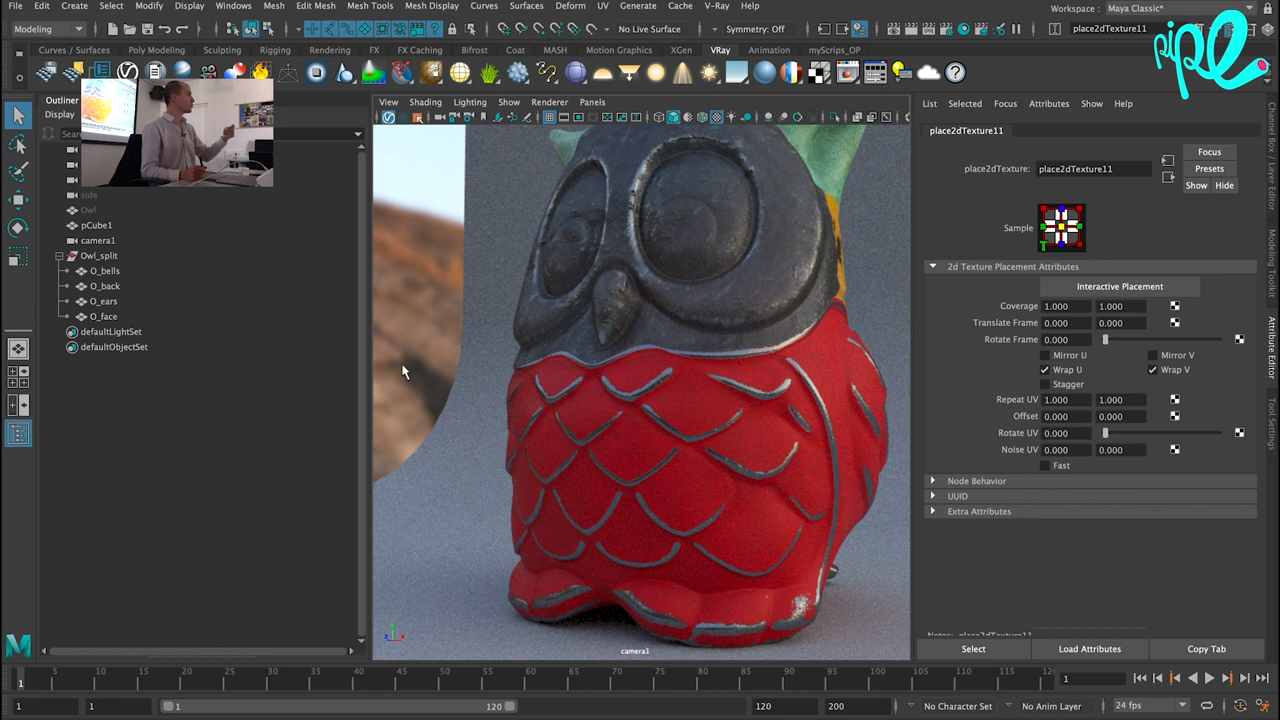 File Edit Create Select Modify Display Windows Mesh Edit Mesh Mesh Tools Mesh Display Curves Surfaces Deform UV Generate Cache V-Ray Help
Workspace : Maya Classic*
Modeling No Live Surface Symmetry: Off place2dTexture11
Curves / Surfaces Poly Modeling Sculpting Rigging Rendering FX FX Caching Bifrost Coat MASH Motion Graphics XGen VRay Animation myScrips_OP
pipe
Outliner
Display
View Shading Lighting Show Renderer Panels
List Selected Focus Attributes Show Help
place2dTexture11
place2dTexture: place2dTexture11
Focus
Presets
Show Hide
side
Owl
pCube1
camera1
Owl_split
O_bells
O_back
O_ears
O_face
defaultLightSet
defaultObjectSet
Sample
2d Texture Placement Attributes
Interactive Placement
Coverage 1.000 1.000
Translate Frame 0.000 0.000
Rotate Frame 0.000
Mirror U Mirror V
Wrap U Wrap V
Stagger
Repeat UV 1.000 1.000
Offset 0.000 0.000
Rotate UV 0.000
Noise UV 0.000 0.000
Fast
Node Behavior
UUID
Extra Attributes
Channel Box / Layer Editor
Modeling Toolkit
Attribute Editor
Tool Settings
camera1
Select Load Attributes Copy Tab
5 10 15 20 25 30 35 40 45 50 55 60 65 70 75 80 85 90 95 100 105 110 115 120
1 1
1 1 1 120 120 200 No Character Set No Anim Layer 24 fps